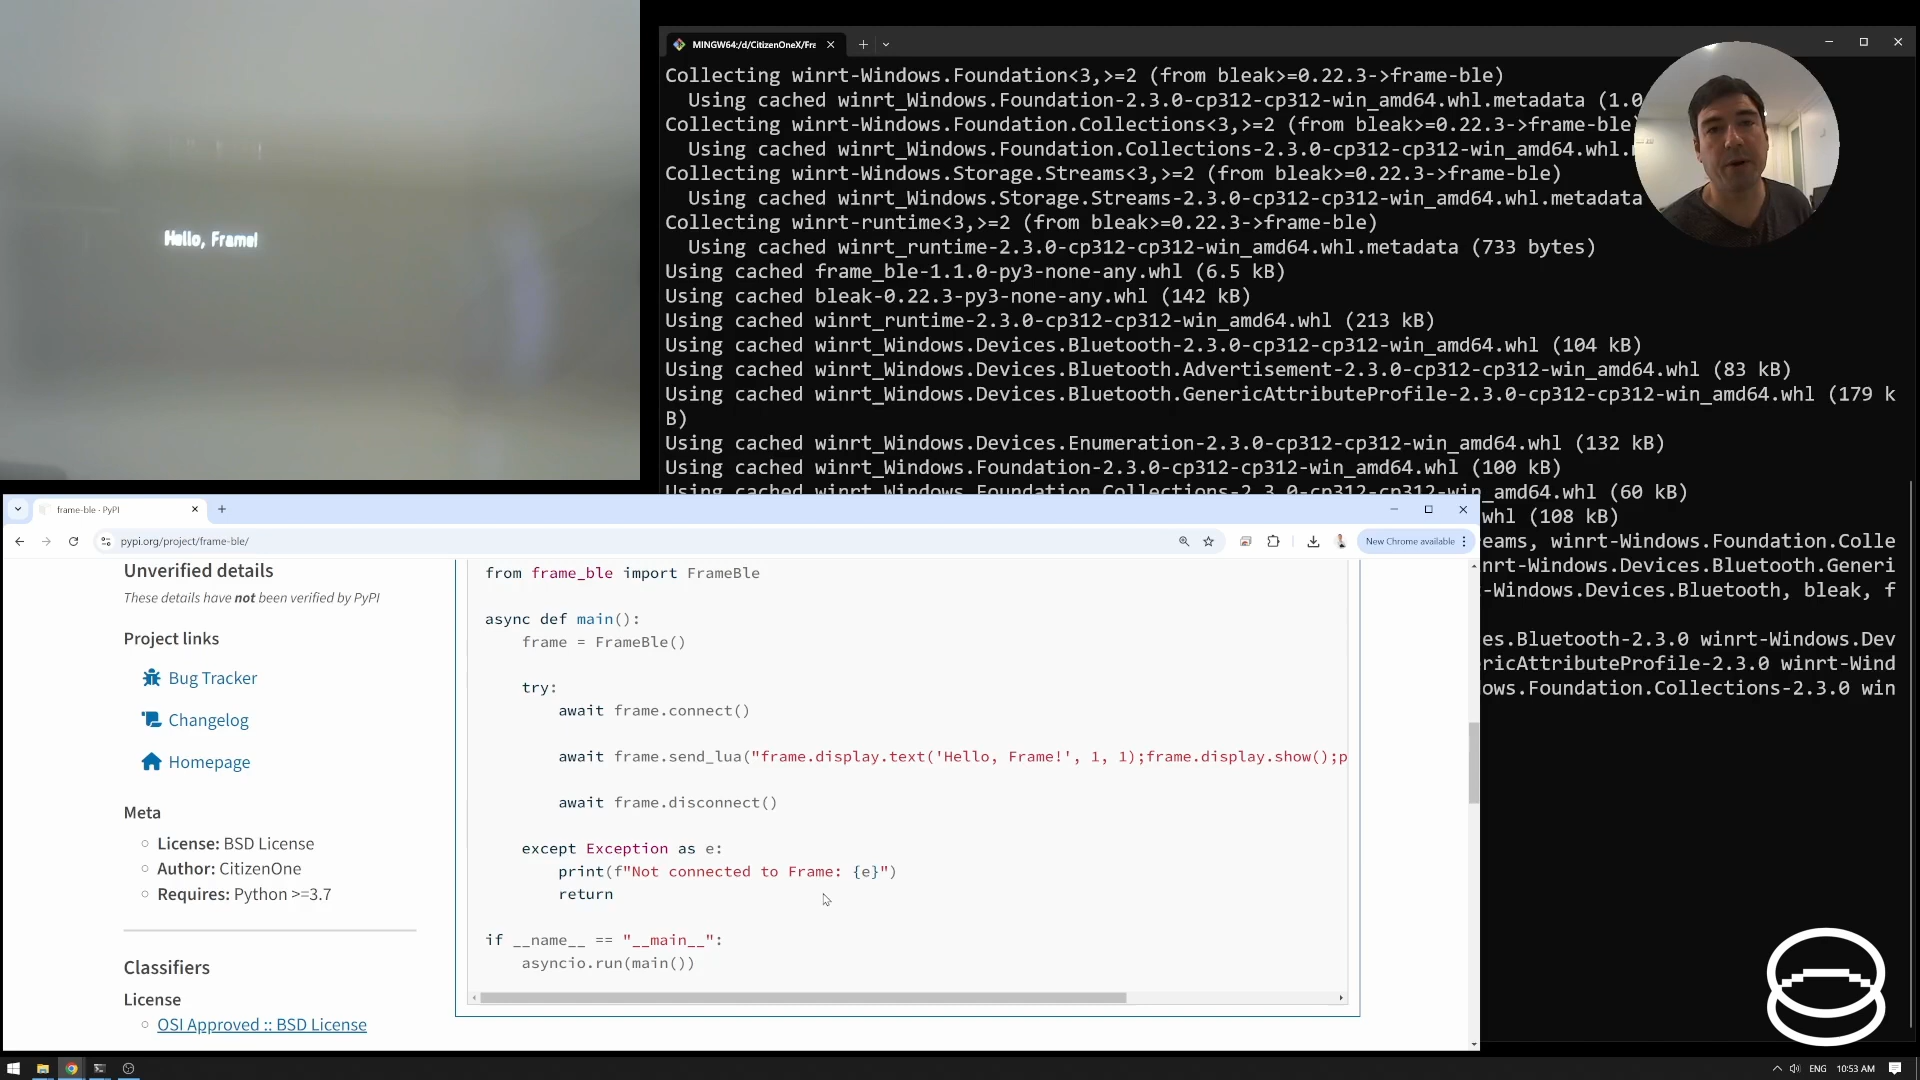 Hello, Frame!
MINGW64:/d/CitizenOneX/Fra
Collecting winrt-Windows.Foundation<3,>=2 (from bleak>=0.22.3->frame-ble)
Using cached winrt_Windows.Foundation-2.3.0-cp312-cp312-win_amd64.whl.metadata (1.0
Collecting winrt-Windows.Foundation.Collections<3,>=2 (from bleak>=0.22.3->frame-ble)
Using cached winrt_Windows.Foundation.Collections-2.3.0-cp312-cp312-win_amd64.whl.
Collecting winrt-Windows.Storage.Streams<3,>=2 (from bleak>=0.22.3->frame-ble)
Using cached winrt_Windows.Storage.Streams-2.3.0-cp312-cp312-win_amd64.whl.metadata
Collecting winrt-runtime<3,>=2 (from bleak>=0.22.3->frame-ble)
Using cached winrt_runtime-2.3.0-cp312-cp312-win_amd64.whl.metadata (733 bytes)
Using cached frame_ble-1.1.0-py3-none-any.whl (6.5 kB)
Using cached bleak-0.22.3-py3-none-any.whl (142 kB)
Using cached winrt_runtime-2.3.0-cp312-cp312-win_amd64.whl (213 kB)
Using cached winrt_Windows.Devices.Bluetooth-2.3.0-cp312-cp312-win_amd64.whl (104 kB)
Using cached winrt_Windows.Devices.Bluetooth.Advertisement-2.3.0-cp312-cp312-win_amd64.whl (83 kB)
Using cached winrt_Windows.Devices.Bluetooth.GenericAttributeProfile-2.3.0-cp312-cp312-win_amd64.whl (179 k
B)
Using cached winrt_Windows.Devices.Enumeration-2.3.0-cp312-cp312-win_amd64.whl (132 kB)
Using cached winrt_Windows.Foundation-2.3.0-cp312-cp312-win_amd64.whl (100 kB)
Using cached winrt_Windows.Foundation.Collections-2.3.0-cp312-cp312-win_amd64.whl (60 kB)
.whl (108 kB)
eams, winrt-Windows.Foundation.Colle
nrt-Windows.Devices.Bluetooth.Generi
-Windows.Devices.Bluetooth, bleak, f
es.Bluetooth-2.3.0 winrt-Windows.Dev
ricAttributeProfile-2.3.0 winrt-Wind
ows.Foundation.Collections-2.3.0 win
frame-ble · PyPI
pypi.org/project/frame-ble/
New Chrome available
Unverified details
These details have not been verified by PyPI
Project links
Bug Tracker
Changelog
Homepage
Meta
License: BSD License
Author: CitizenOne
Requires: Python >=3.7
Classifiers
License
OSI Approved :: BSD License
from frame_ble import FrameBle
async def main():
frame = FrameBle()
try:
await frame.connect()
await frame.send_lua("frame.display.text('Hello, Frame!', 1, 1);frame.display.show();p
await frame.disconnect()
except Exception as e:
print(f"Not connected to Frame: {e}")
return
if __name__ == "__main__":
asyncio.run(main())
ENG
10:53 AM